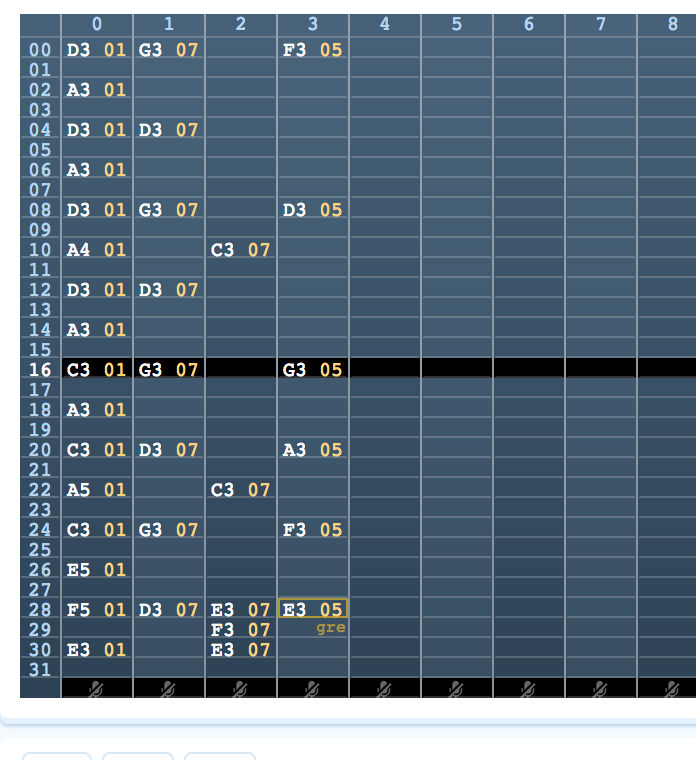 0 1 2 3 4 5 6 7 8
00 D3 01 G3 07 F3 05
01
02 A3 01
03
04 D3 01 D3 07
05
06 A3 01
07
08 D3 01 G3 07 D3 05
09
10 A4 01 C3 07
11
12 D3 01 D3 07
13
14 A3 01
15
16 C3 01 G3 07 G3 05
17
18 A3 01
19
20 C3 01 D3 07 A3 05
21
22 A5 01 C3 07
23
24 C3 01 G3 07 F3 05
25
26 E5 01
27
28 F5 01 D3 07 E3 07 E3 05
29 F3 07 gre
30 E3 01 E3 07
31